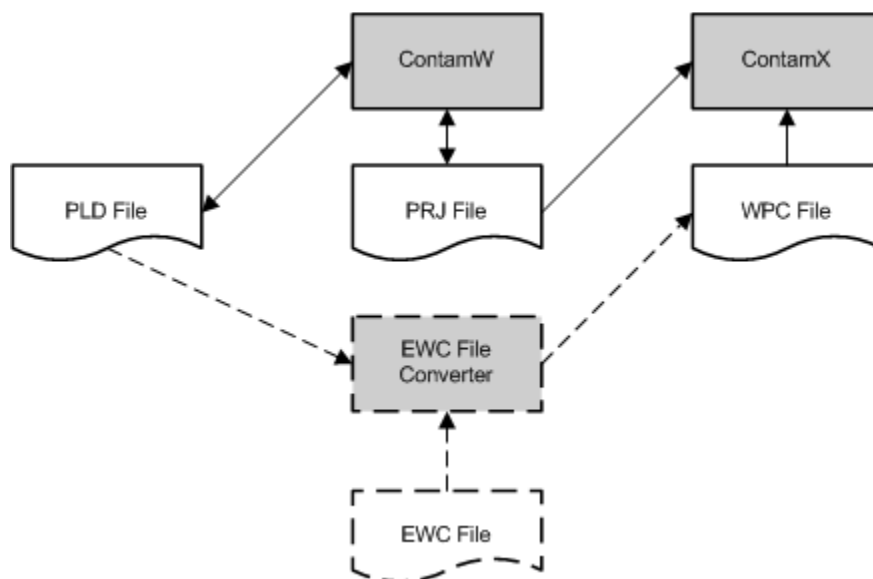 ContamW
ContamX
PLD File
PRJ File
WPC File
EWC File
Converter
EWC File